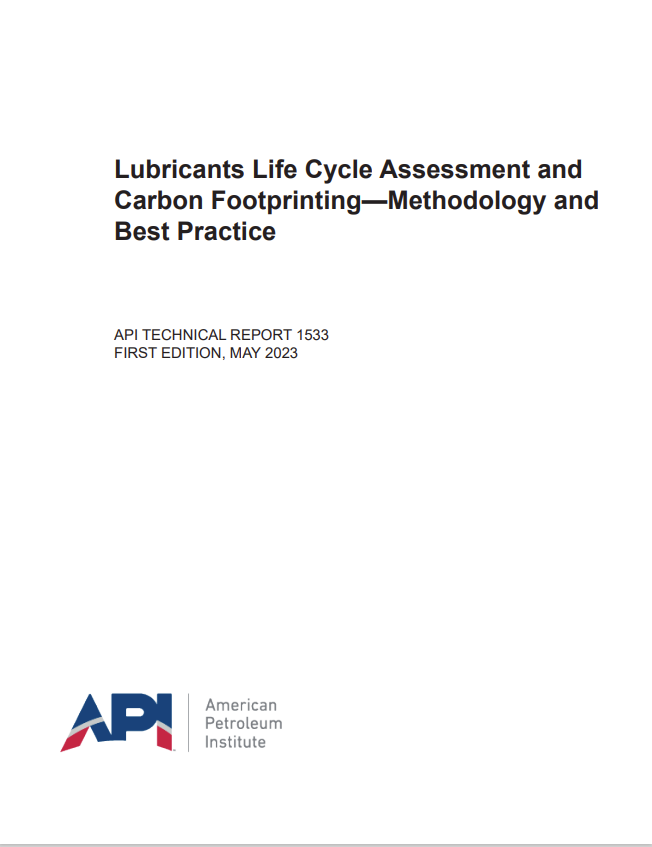 Lubricants Life Cycle Assessment and
Carbon Footprinting—Methodology and
Best Practice
API TECHNICAL REPORT 1533
FIRST EDITION, MAY 2023
API
American
Petroleum
Institute